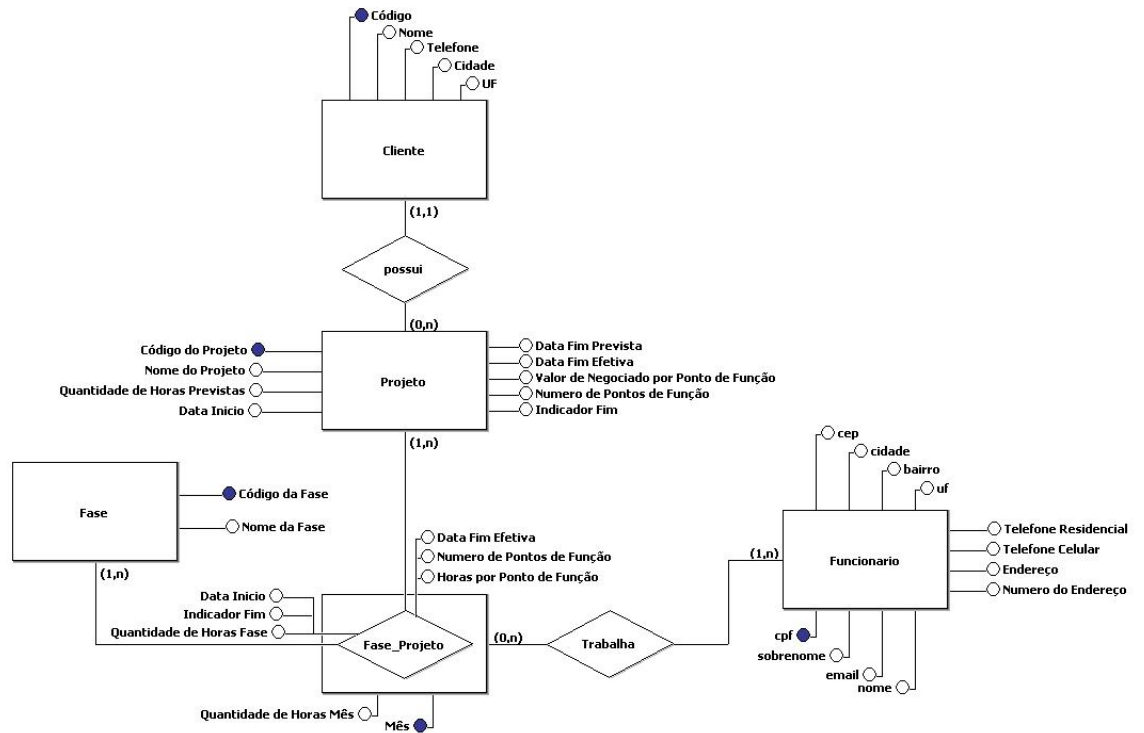 Código
Nome
Telefone
Cidade
UF
Cliente
(1,1)
possui
(0,n)
Código do Projeto
Nome do Projeto
Quantidade de Horas Previstas
Data Inicio
Projeto
Data Fim Prevista
Data Fim Efetiva
Valor de Negociado por Ponto de Função
Numero de Pontos de Função
Indicador Fim
(1,n)
Fase
Código da Fase
Nome da Fase
(1,n)
Data Fim Efetiva
Numero de Pontos de Função
Horas por Ponto de Função
Data Inicio
Indicador Fim
Quantidade de Horas Fase
Fase_Projeto
Quantidade de Horas Mês
Mês
(0,n)
Trabalha
(1,n)
cep
cidade
bairro
uf
Funcionario
Telefone Residencial
Telefone Celular
Endereço
Numero do Endereço
cpf
sobrenome
email
nome